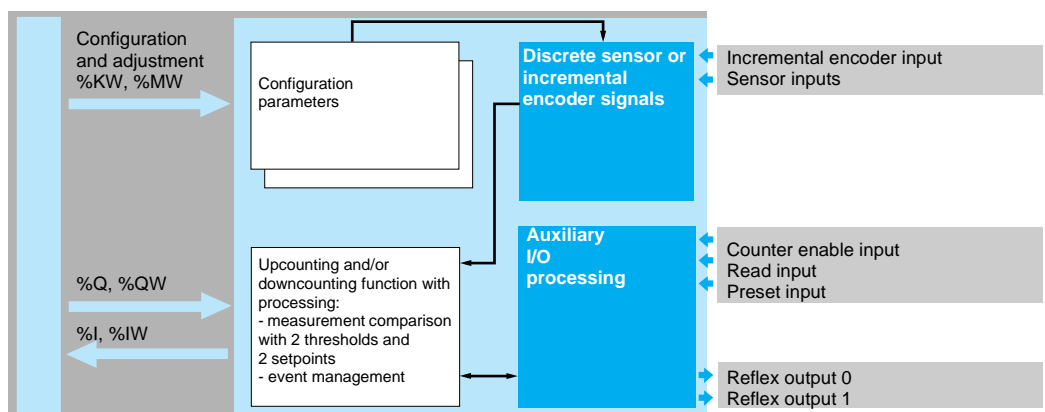 Configuration
and adjustment
%KW, %MW
Configuration
parameters
Discrete sensor or
incremental
encoder signals
Incremental encoder input
Sensor inputs
%Q, %QW
%I, %IW
Upcounting and/or
downcounting function with
processing:
- measurement comparison
with 2 thresholds and
2 setpoints
- event management
Auxiliary
I/O
processing
Counter enable input
Read input
Preset input
Reflex output 0
Reflex output 1